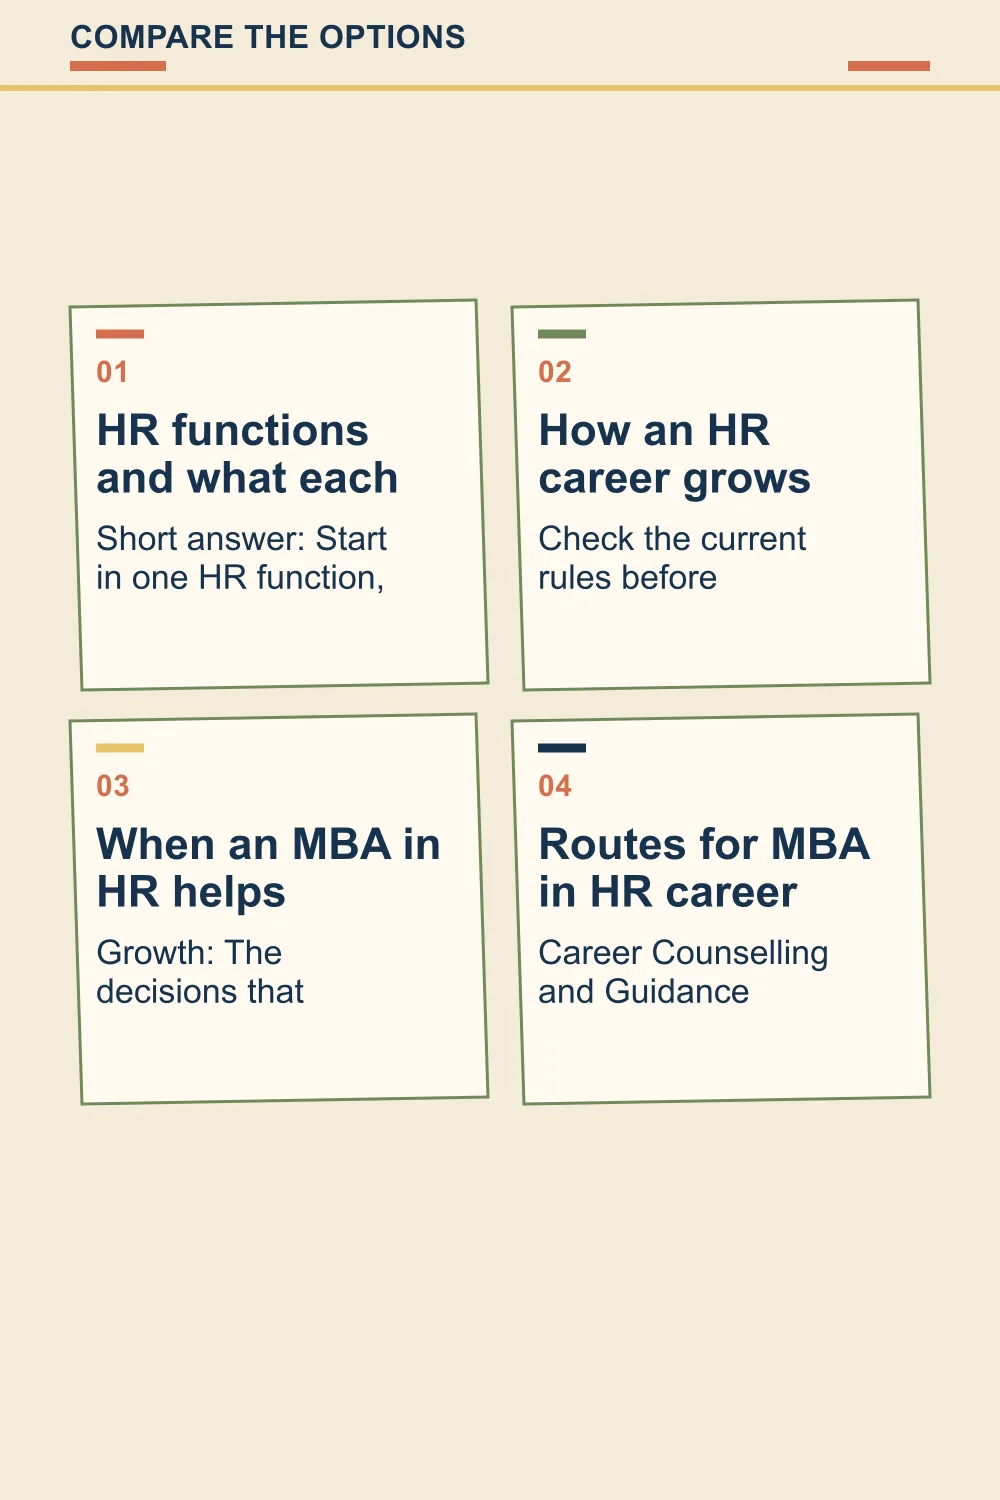 COMPARE THE OPTIONS
01
HR functions
and what each
Short answer: Start
in one HR function,
02
How an HR
career grows
Check the current
rules before
03
When an MBA in
HR helps
Growth: The
decisions that
04
Routes for MBA
in HR career
Career Counselling
and Guidance